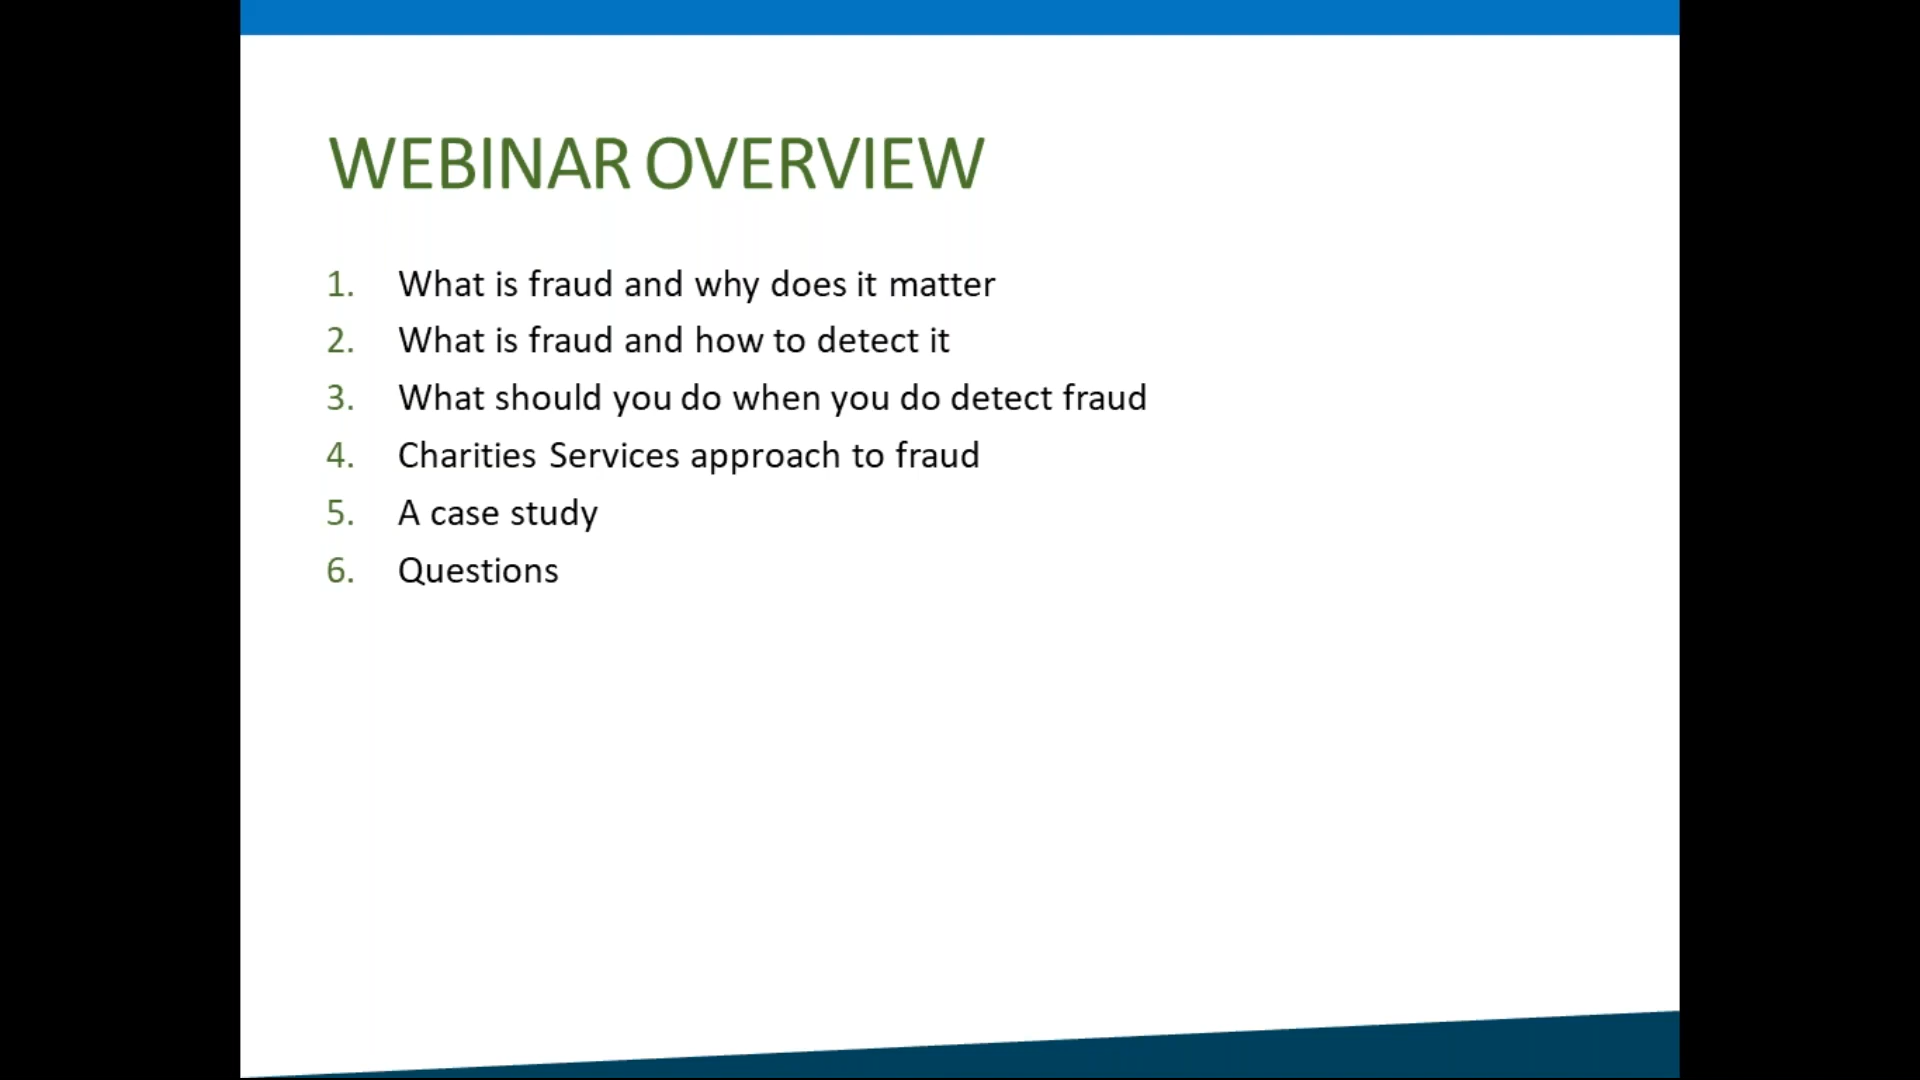 WEBINAR OVERVIEW
1. What is fraud and why does it matter
2. What is fraud and how to detect it
3. What should you do when you do detect fraud
4. Charities Services approach to fraud
5. A case study
6. Questions